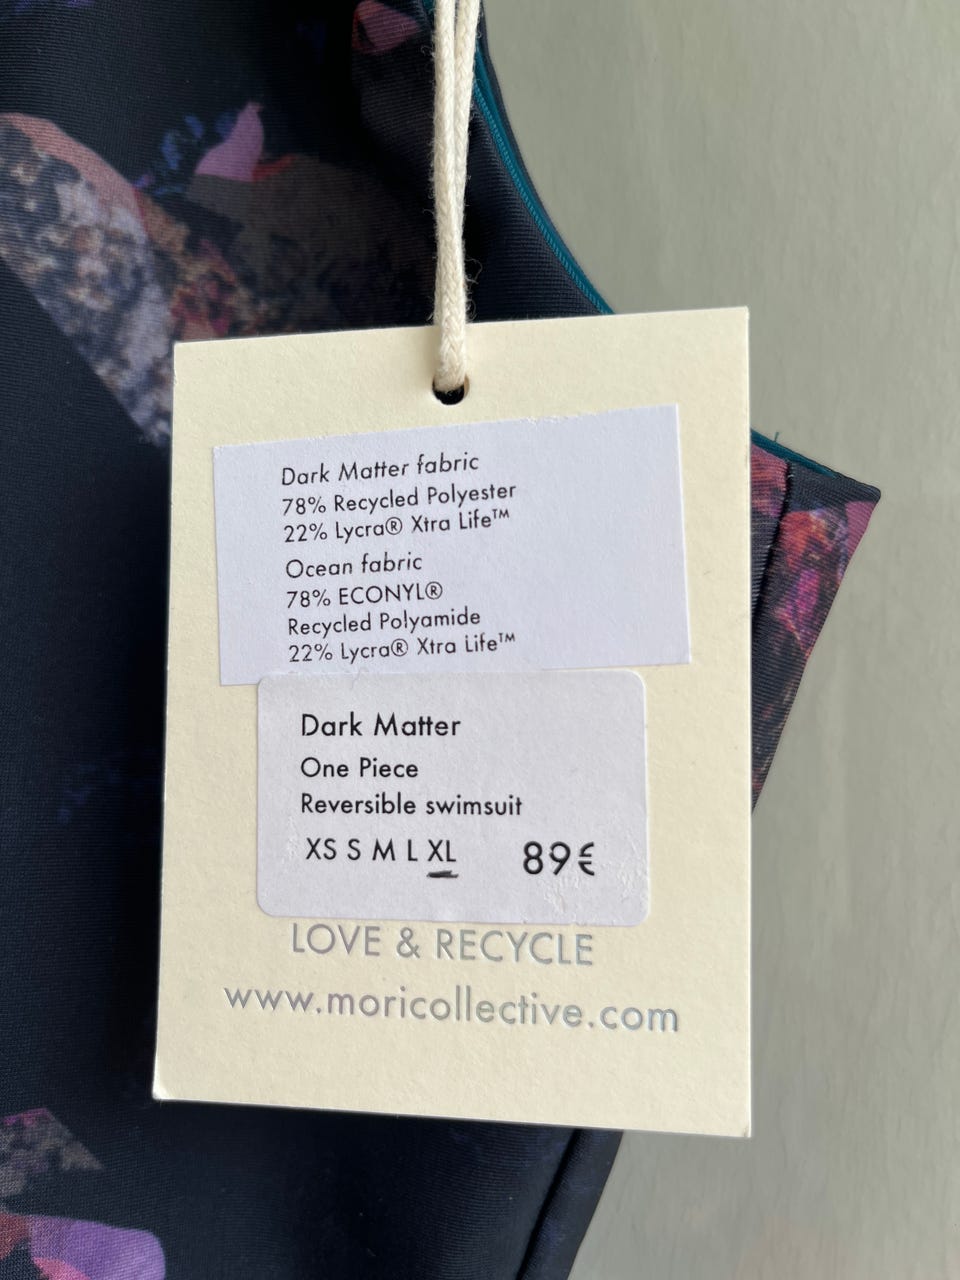 Dark Matter fabric
78% Recycled Polyester
22% Lycra® Xtra Life™
Ocean fabric
78% ECONYL®
Recycled Polyamide
22% Lycra® Xtra Life™
Dark Matter
One Piece
Reversible swimsuit
XS S M L XL 89€
LOVE & RECYCLE
www.moricollective.com